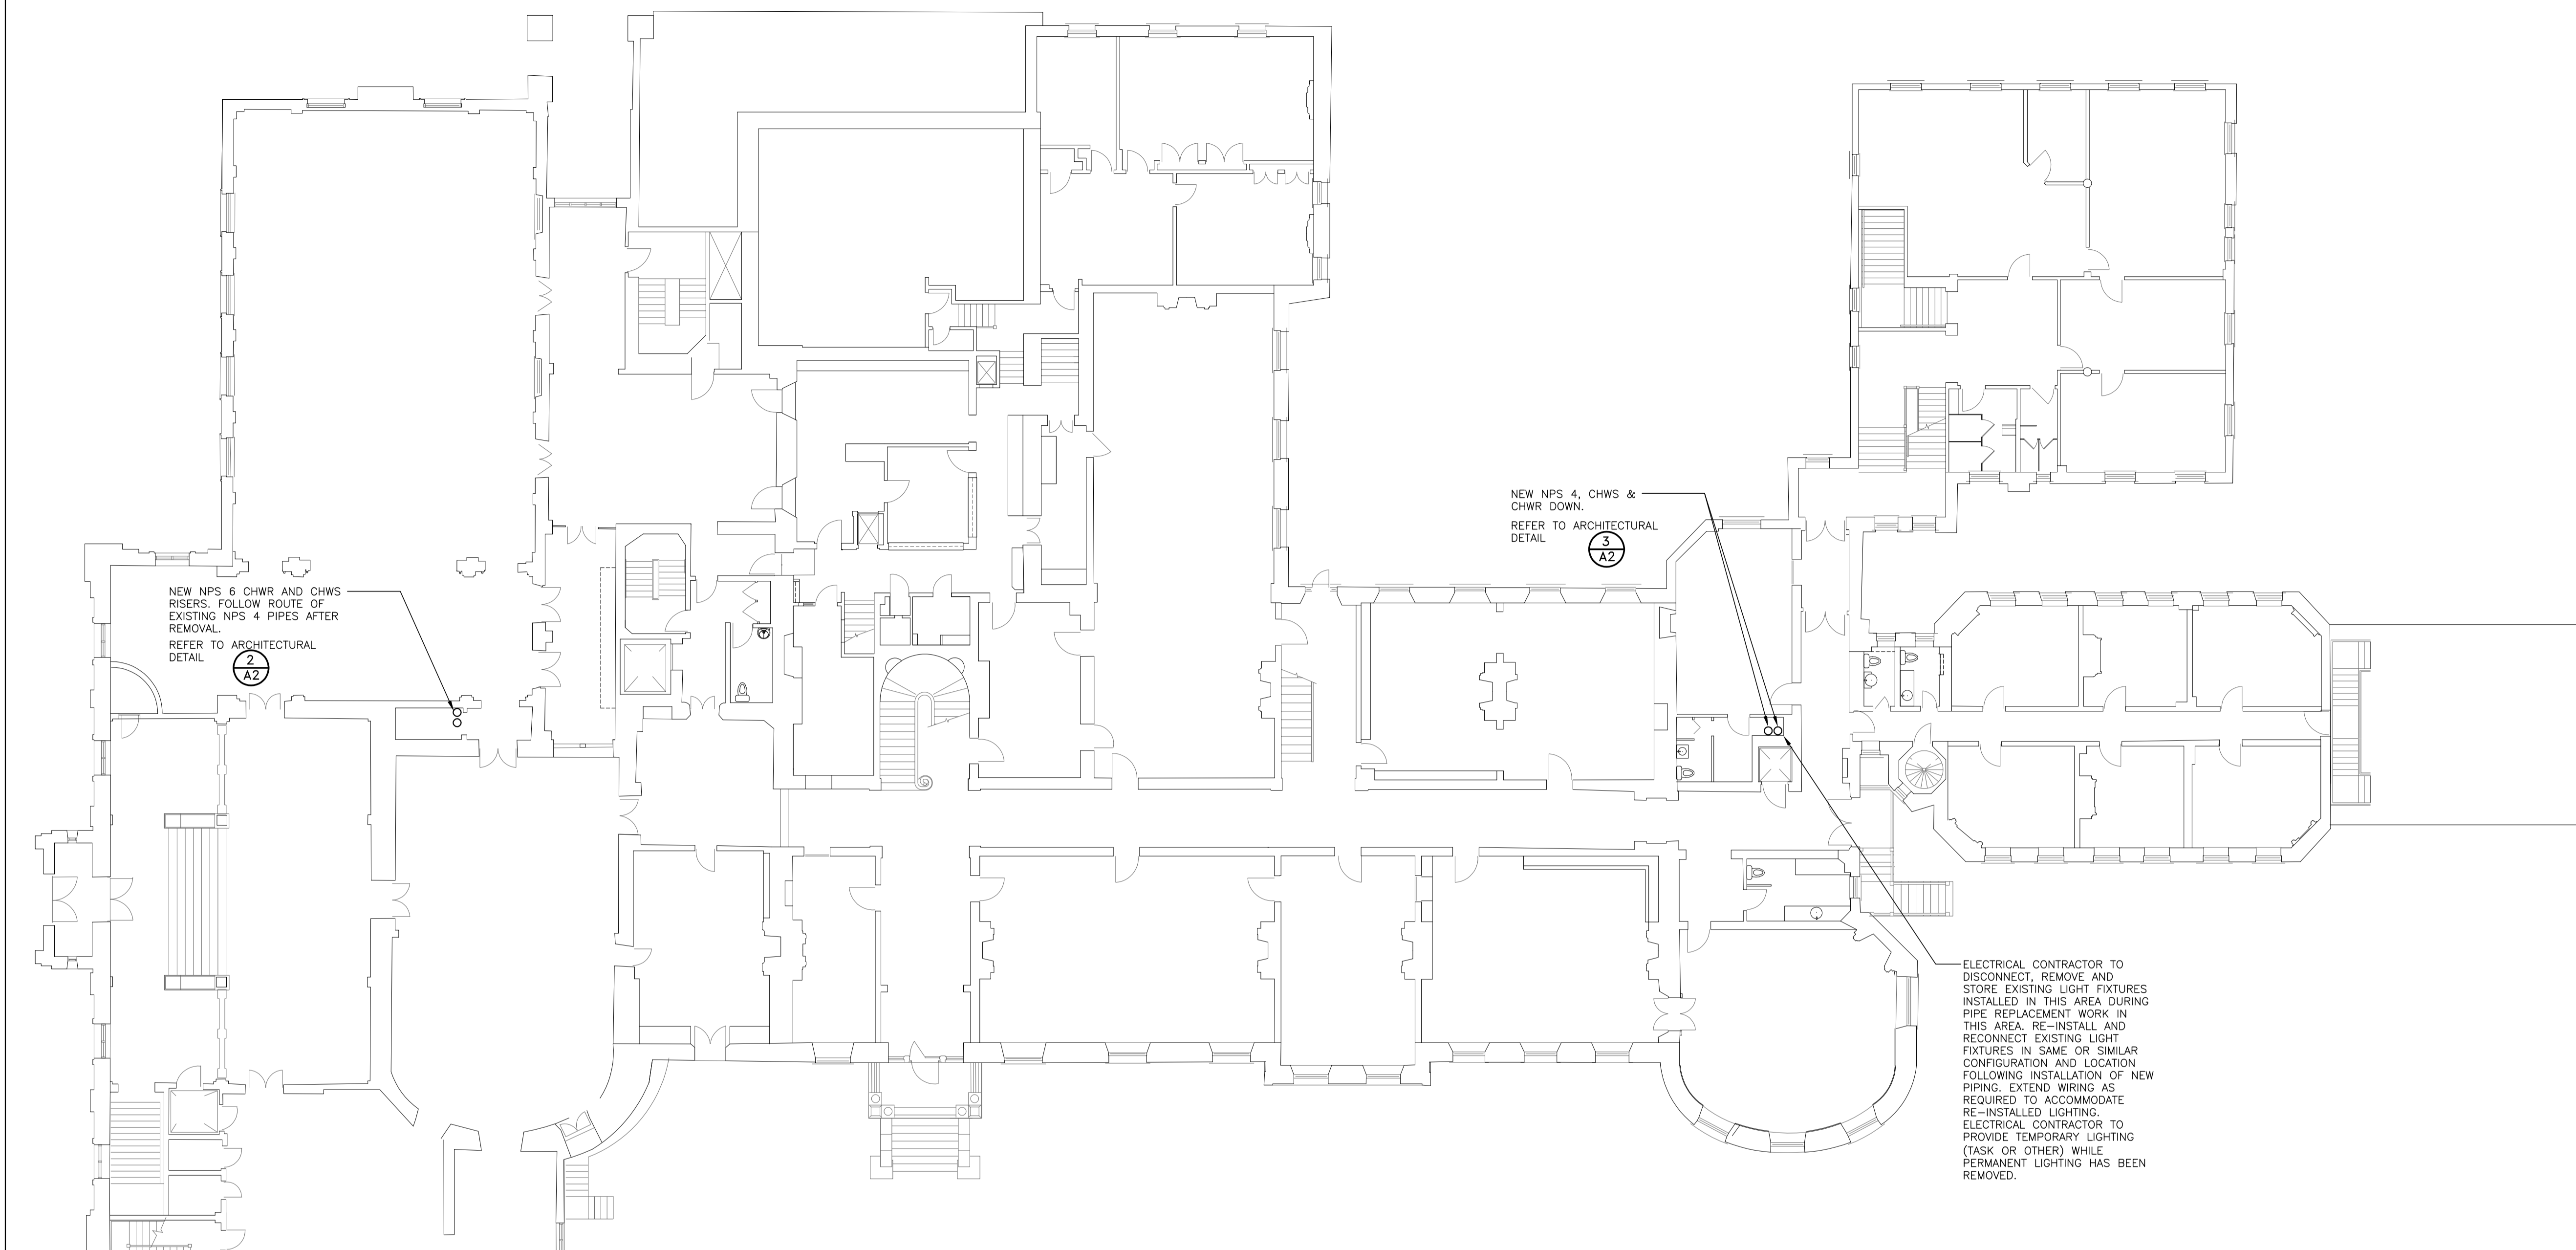 NEW NPS 6 CHWR AND CHWS
RISERS. FOLLOW ROUTE OF
EXISTING NPS 4 PIPES AFTER
REMOVAL.
REFER TO ARCHITECTURAL
DETAIL
2
A2
NEW NPS 4, CHWS &
CHWR DOWN.
REFER TO ARCHITECTURAL
DETAIL
3
A2
ELECTRICAL CONTRACTOR TO
DISCONNECT, REMOVE AND
STORE EXISTING LIGHT FIXTURES
INSTALLED IN THIS AREA DURING
PIPE REPLACEMENT WORK IN
THIS AREA. RE-INSTALL AND
RECONNECT EXISTING LIGHT
FIXTURES IN SAME OR SIMILAR
CONFIGURATION AND LOCATION
FOLLOWING INSTALLATION OF NEW
PIPING. EXTEND WIRING AS
REQUIRED TO ACCOMMODATE
RE-INSTALLED LIGHTING.
ELECTRICAL CONTRACTOR TO
PROVIDE TEMPORARY LIGHTING
(TASK OR OTHER) WHILE
PERMANENT LIGHTING HAS BEEN
REMOVED.